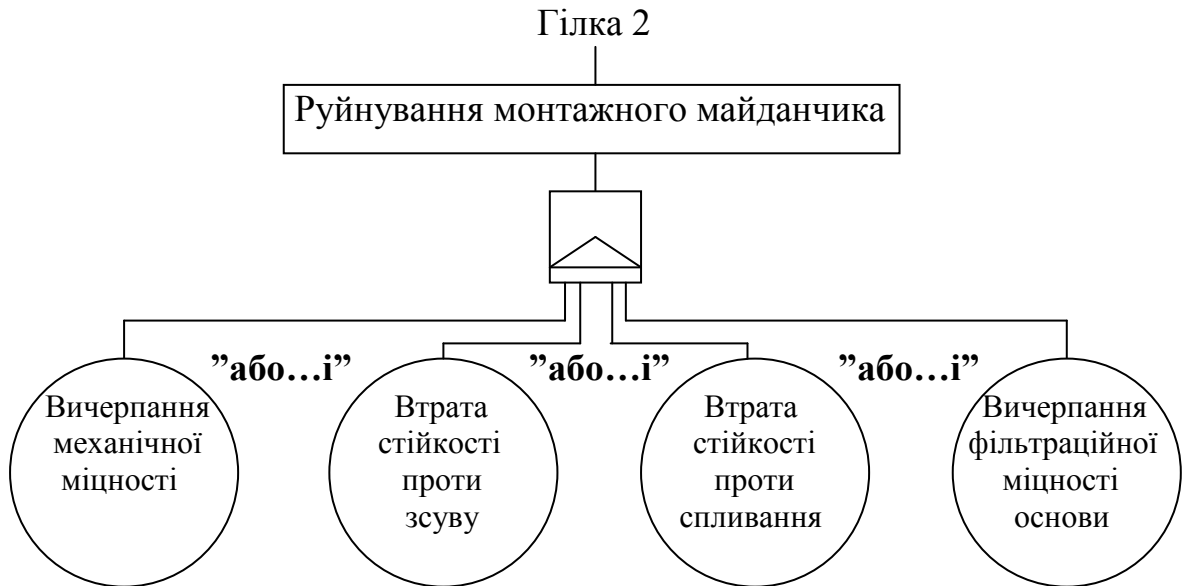 Гілка 2
Руйнування монтажного майданчика
”або...і”
”або...і”
”або...і”
Вичерпання
механічної
міцності
Втрата
стійкості
проти
зсуву
Втрата
стійкості
проти
спливання
Вичерпання
фільтраційної
міцності
основи